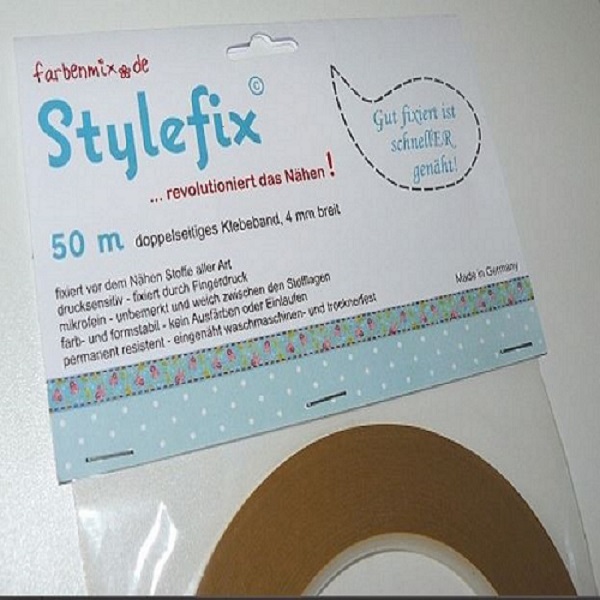 farbenmix.de
Stylefix ©
... revolutioniert das Nähen!
Gut fixiert ist
schnellER
genäht!
50 m doppelseitiges Klebeband, 4 mm breit
fixiert vor dem Nähen Stoffe aller Art
drucksensitiv - fixiert durch Fingerdruck
mikrofein - unbemerkt und weich zwischen den Stofflagen
farb- und formstabil - kein Ausfärben oder Einlaufen
permanent resistent - eingenäht waschmaschinen- und trocknerfest
Made in Germany